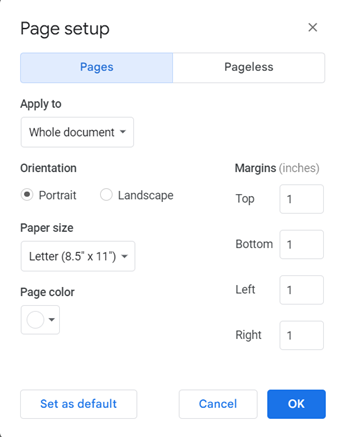 Page setup
Pages Pageless
Apply to
Whole document
Orientation
Portrait Landscape
Paper size
Letter (8.5" x 11")
Page color
Margins (inches)
Top 1
Bottom 1
Left 1
Right 1
Set as default Cancel OK